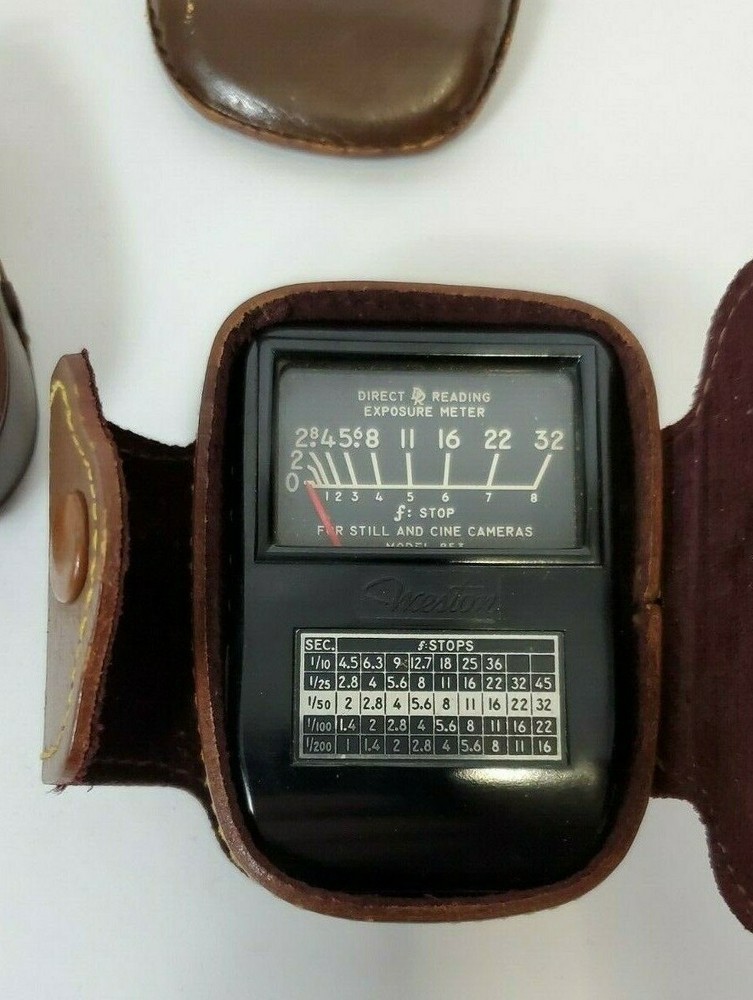 DIRECT DR READING
EXPOSURE METER
2.8 4 5.6 8 11 16 22 32
2
0
1 2 3 4 5 6 7 8
f: STOP
FOR STILL AND CINE CAMERAS
MODEL 853
Weston
SEC. f-STOPS
1/10 4.5 6.3 9 12.7 18 25 36
1/25 2.8 4 5.6 8 11 16 22 32 45
1/50 2 2.8 4 5.6 8 11 16 22 32
1/100 1.4 2 2.8 4 5.6 8 11 16 22
1/200 1 1.4 2 2.8 4 5.6 8 11 16